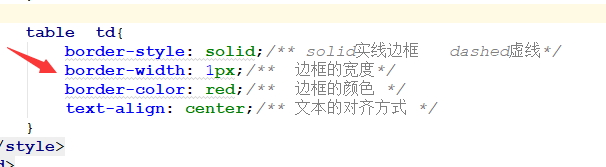 table td{
border-style: solid;/** solid实线边框 dashed虚线*/
border-width: 1px;/** 边框的宽度*/
border-color: red;/** 边框的颜色 */
text-align: center;/** 文本的对齐方式 */
}
/style>
d>